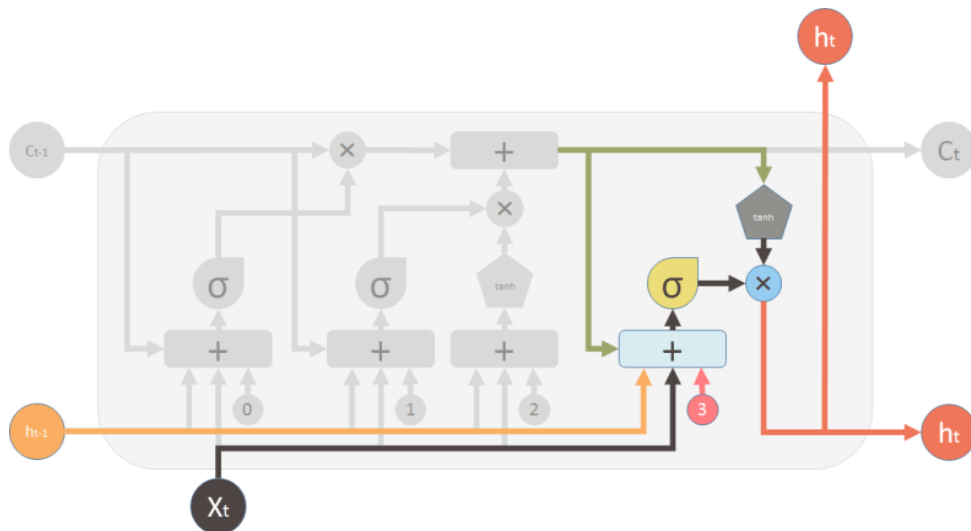 ht
Ct-1
×
+
Ct
×
tanh
σ
σ
tanh
σ
×
+
+
+
+
0
1
2
3
ht-1
ht
Xt